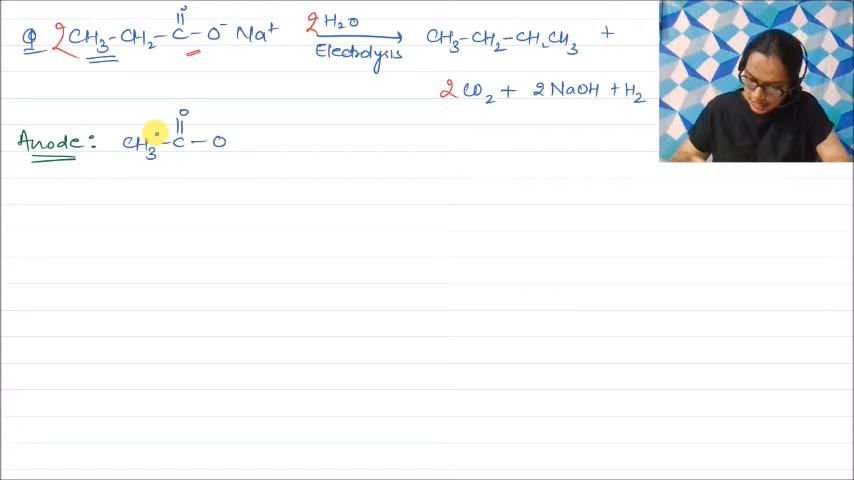 Q 2CH3-CH2-C(=O)-O⁻ Na⁺ 2H2O Electrolysis → CH3-CH2-CH2CH3 +
2CO2 + 2NaOH + H2
Anode: CH3-C(=O)-O